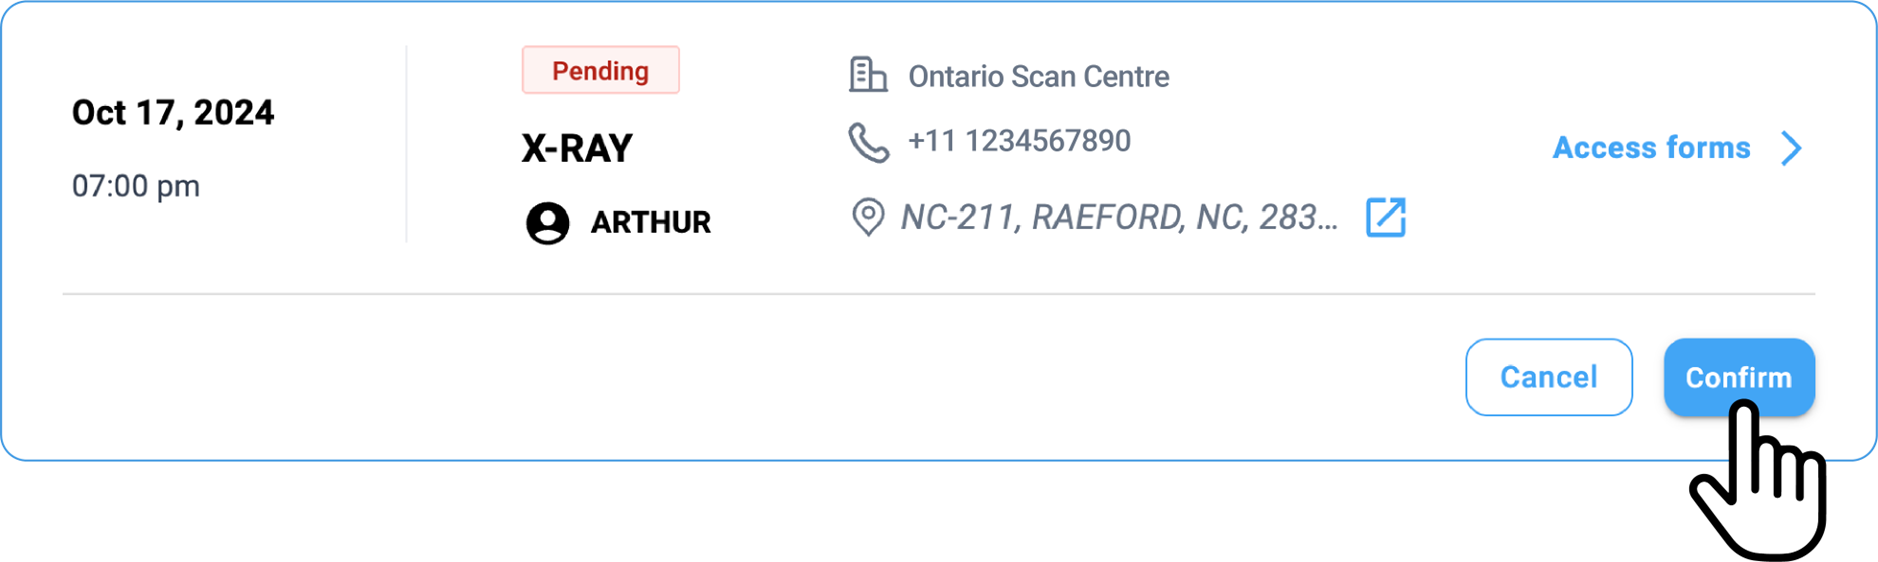 Oct 17, 2024
07:00 pm
Pending
X-RAY
ARTHUR
Ontario Scan Centre
+11 1234567890
NC-211, RAEFORD, NC, 283...
Access forms
Cancel
Confirm